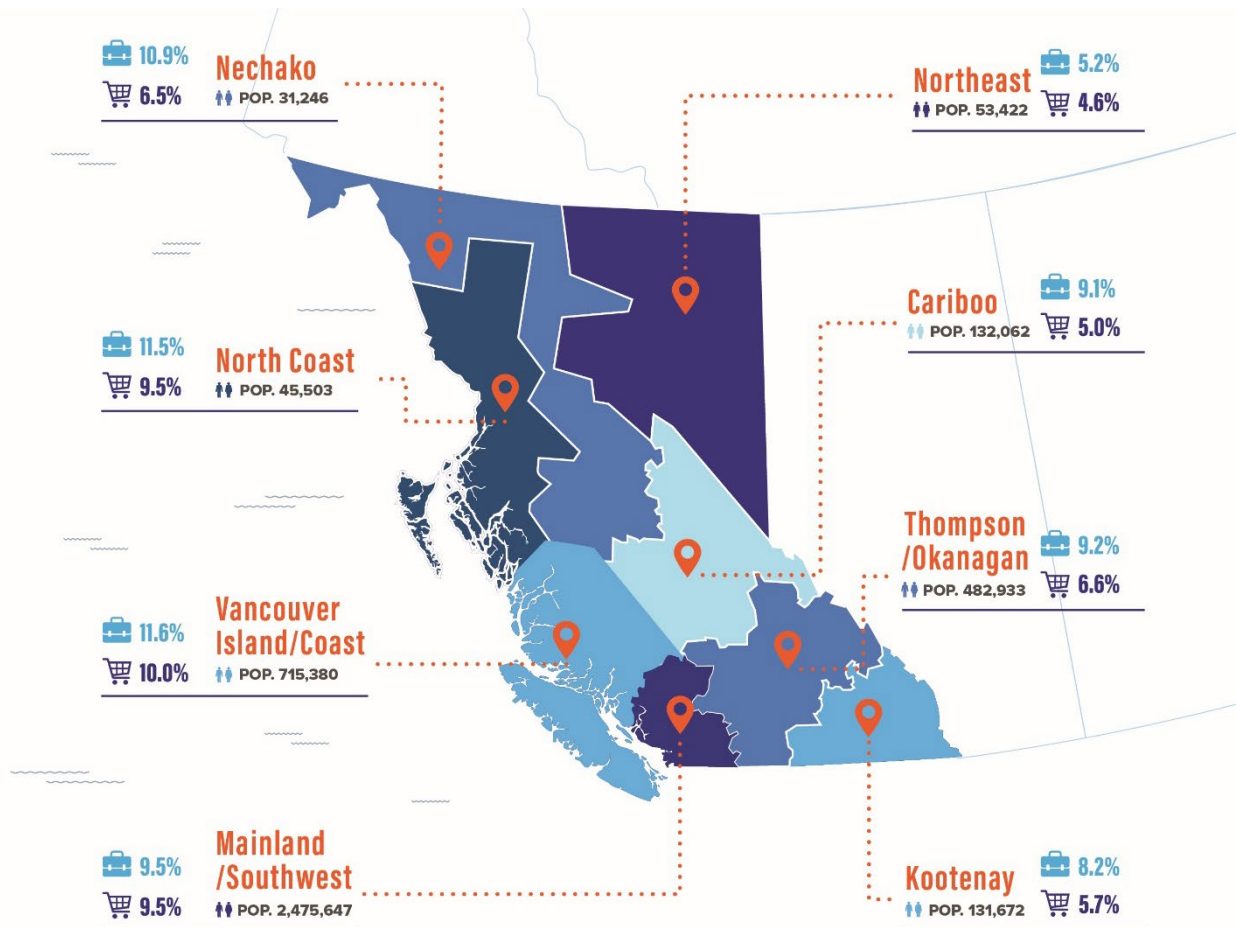 10.9%
6.5%
Nechako
POP. 31,246
Northeast
POP. 53,422
5.2%
4.6%
11.5%
9.5%
North Coast
POP. 45,503
Cariboo
POP. 132,062
9.1%
5.0%
11.6%
10.0%
Vancouver
Island/Coast
POP. 715,380
Thompson
/Okanagan
POP. 482,933
9.2%
6.6%
9.5%
9.5%
Mainland
/Southwest
POP. 2,475,647
Kootenay
POP. 131,672
8.2%
5.7%